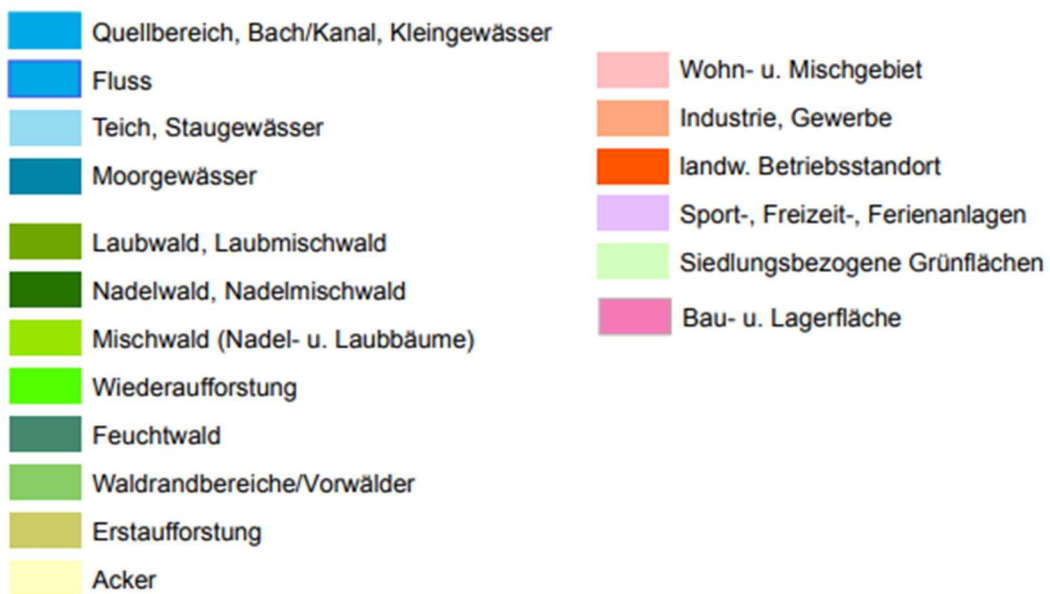 Quellbereich, Bach/Kanal, Kleingewässer
Fluss
Teich, Staugewässer
Moorgewässer
Laubwald, Laubmischwald
Nadelwald, Nadelmischwald
Mischwald (Nadel- u. Laubbäume)
Wiederaufforstung
Feuchtwald
Waldrandbereiche/Vorwälder
Erstaufforstung
Acker
Wohn- u. Mischgebiet
Industrie, Gewerbe
landw. Betriebsstandort
Sport-, Freizeit-, Ferienanlagen
Siedlungsbezogene Grünflächen
Bau- u. Lagerfläche